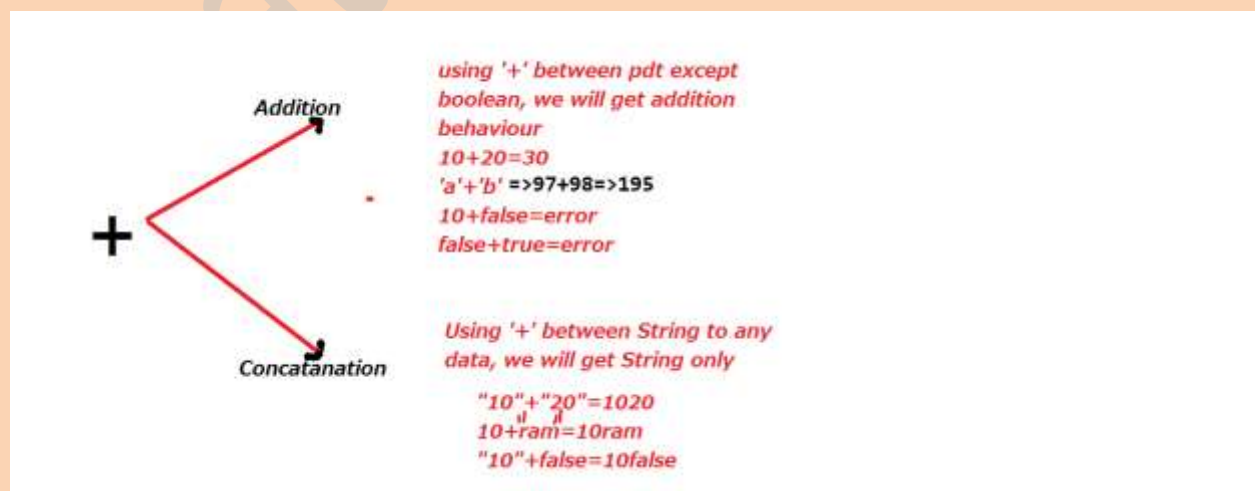 using '+' between pdt except
boolean, we will get addition
behaviour
Addition
10+20=30
'a'+'b' =>97+98=>195
10+false=error
false+true=error
+
Using '+' between String to any
data, we will get String only
Concatanation
"10"+"20"=1020
10+"ram"=10ram
"10"+false=10false